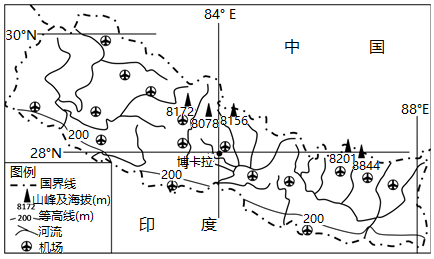 84° E
30°N
中 国
8172
8078
8156
88°E
200
28°N
博卡拉
8201
8844
200
200
印 度
图例
国界线
8172 山峰及海拔(m)
200 等高线(m)
河流
机场